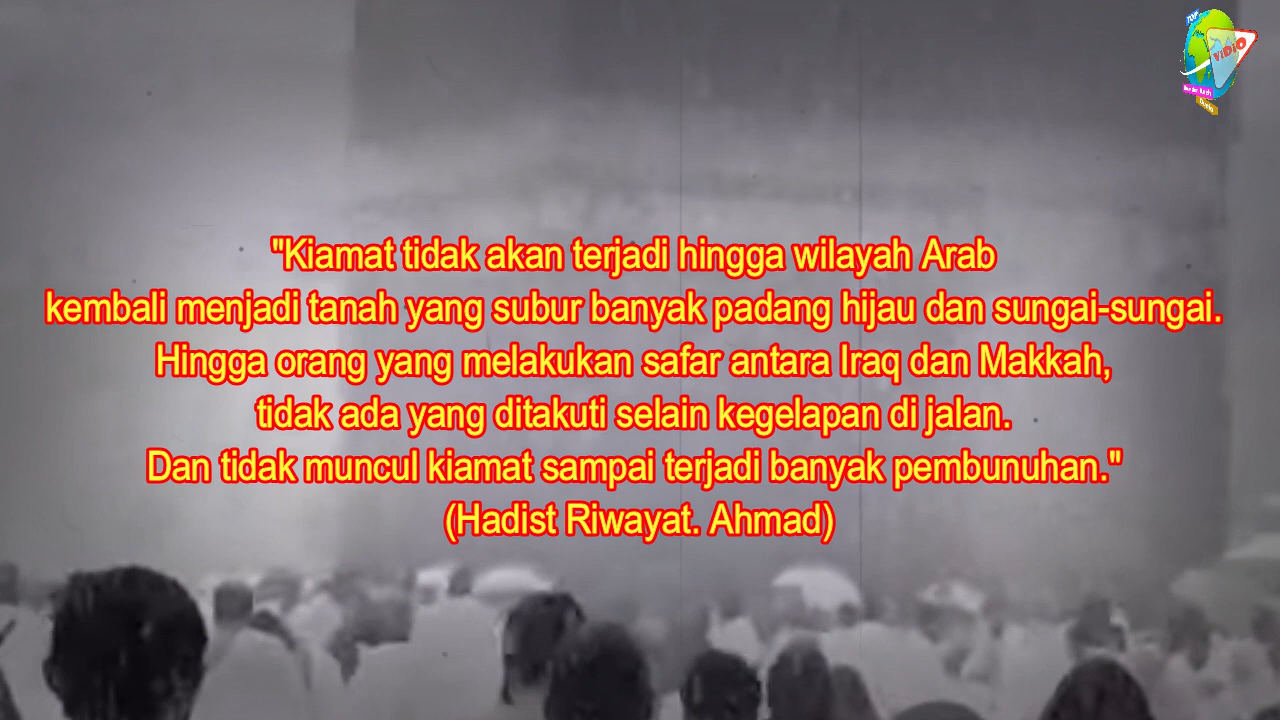 TOP
ViDiO
"Kiamat tidak akan terjadi hingga wilayah Arab
kembali menjadi tanah yang subur banyak padang hijau dan sungai-sungai.
Hingga orang yang melakukan safar antara Iraq dan Makkah,
tidak ada yang ditakuti selain kegelapan di jalan.
Dan tidak muncul kiamat sampai terjadi banyak pembunuhan."
(Hadist Riwayat. Ahmad)